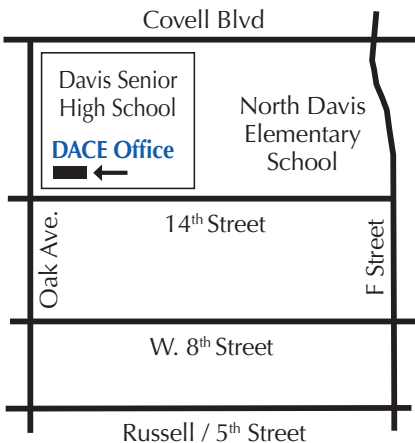 Covell Blvd
Davis Senior
High School
DACE Office
North Davis
Elementary
School
14th Street
Oak Ave.
F Street
W. 8th Street
Russell / 5th Street